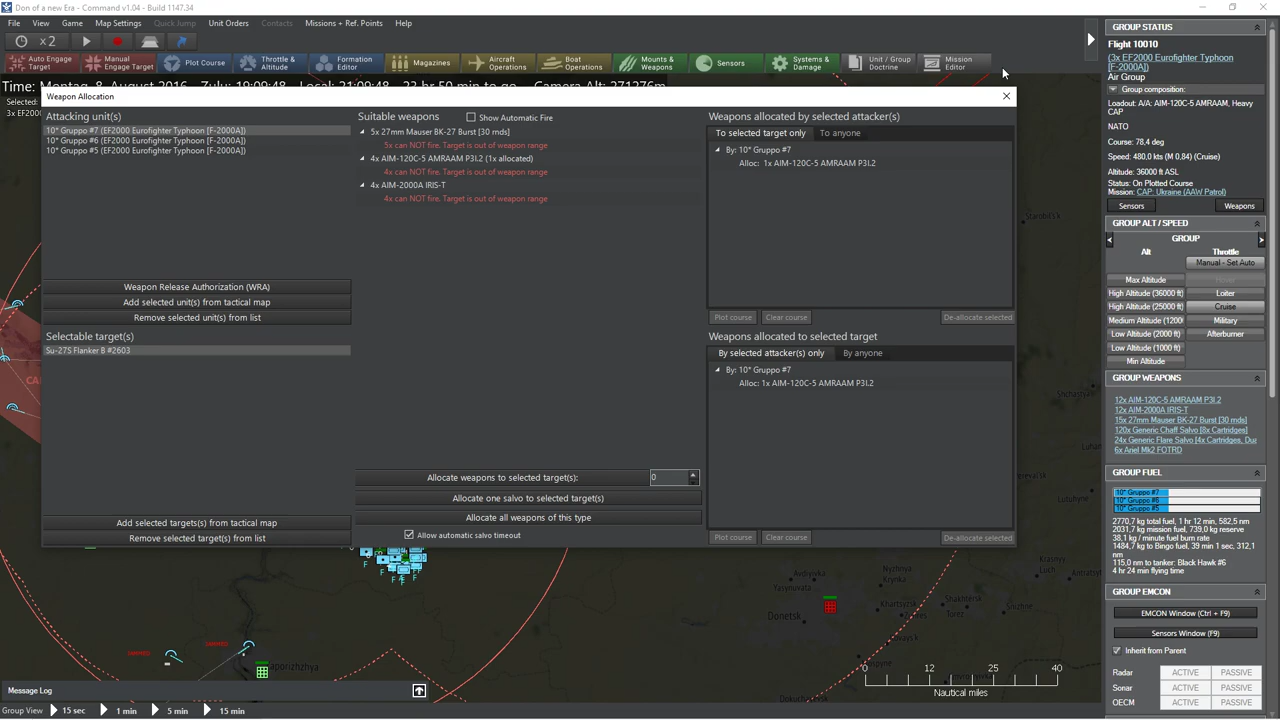 Don of a new Era - Command v1.04 - Build 1147.34
File View Game Map Settings Quick Jump Unit Orders Contacts Missions + Ref. Points Help
x2
Auto Engage Target
Manual Engage Target
Plot Course
Throttle & Altitude
Formation Editor
Magazines
Aircraft Operations
Boat Operations
Mounts & Weapons
Sensors
Systems & Damage
Unit / Group Doctrine
Mission Editor
Weapon Allocation
Attacking unit(s)
10° Gruppo #7 (EF2000 Eurofighter Typhoon [F-2000A])
10° Gruppo #6 (EF2000 Eurofighter Typhoon [F-2000A])
10° Gruppo #5 (EF2000 Eurofighter Typhoon [F-2000A])
Weapon Release Authorization (WRA)
Add selected unit(s) from tactical map
Remove selected unit(s) from list
Selectable target(s)
Su-27S Flanker B #2603
Add selected targets(s) from tactical map
Remove selected target(s) from list
Suitable weapons
Show Automatic Fire
5x 27mm Mauser BK-27 Burst [30 rnds]
5x can NOT fire. Target is out of weapon range
4x AIM-120C-5 AMRAAM P3I.2 (1x allocated)
4x can NOT fire. Target is out of weapon range
4x AIM-2000A IRIS-T
4x can NOT fire. Target is out of weapon range
Allocate weapons to selected target(s): 0
Allocate one salvo to selected target(s)
Allocate all weapons of this type
Allow automatic salvo timeout
Weapons allocated by selected attacker(s)
To selected target only To anyone
By: 10° Gruppo #7
Alloc: 1x AIM-120C-5 AMRAAM P3I.2
Plot course Clear course De-allocate selected
Weapons allocated to selected target
By selected attacker(s) only By anyone
By: 10° Gruppo #7
Alloc: 1x AIM-120C-5 AMRAAM P3I.2
Plot course Clear course De-allocate selected
Donetsk
0 12 25 40
Nautical miles
Message Log
Group View 15 sec 1 min 5 min 15 min
GROUP STATUS
Flight 10010
(3x EF2000 Eurofighter Typhoon
[F-2000A])
Air Group
Group composition:
Loadout: A/A: AIM-120C-5 AMRAAM, Heavy
CAP
NATO
Course: 78,4 deg
Speed: 480,0 kts (M 0,84) (Cruise)
Altitude: 36000 ft ASL
Status: On Plotted Course
Mission: CAP: Ukraine (AAW Patrol)
Sensors Weapons
GROUP ALT / SPEED
GROUP
Alt Throttle
Manual - Set Auto
Max Altitude
High Altitude (36000 ft) Loiter
High Altitude (25000 ft) Cruise
Medium Altitude (1200 Military
Low Altitude (2000 ft) Afterburner
Low Altitude (1000 ft)
Min Altitude
GROUP WEAPONS
12x AIM-120C-5 AMRAAM P3I.2
12x AIM-2000A IRIS-T
15x 27mm Mauser BK-27 Burst [30 rnds]
120x Generic Chaff Salvo [8x Cartridges]
24x Generic Flare Salvo [4x Cartridges, Dua
6x Ariel Mk2 FOTRD
GROUP FUEL
10° Gruppo #7
10° Gruppo #6
10° Gruppo #5
2770,7 kg total fuel, 1 hr 12 min, 582,5 nm
2031,7 kg mission fuel, 739,0 kg reserve
38,1 kg / minute fuel burn rate
1484,7 kg to Bingo fuel, 39 min 1 sec, 312,1
nm
115,0 nm to tanker: Black Hawk #6
4 hr 24 min flying time
GROUP EMCON
EMCON Window (Ctrl + F9)
Sensors Window (F9)
Inherit from Parent
Radar ACTIVE PASSIVE
Sonar ACTIVE PASSIVE
OECM ACTIVE PASSIVE